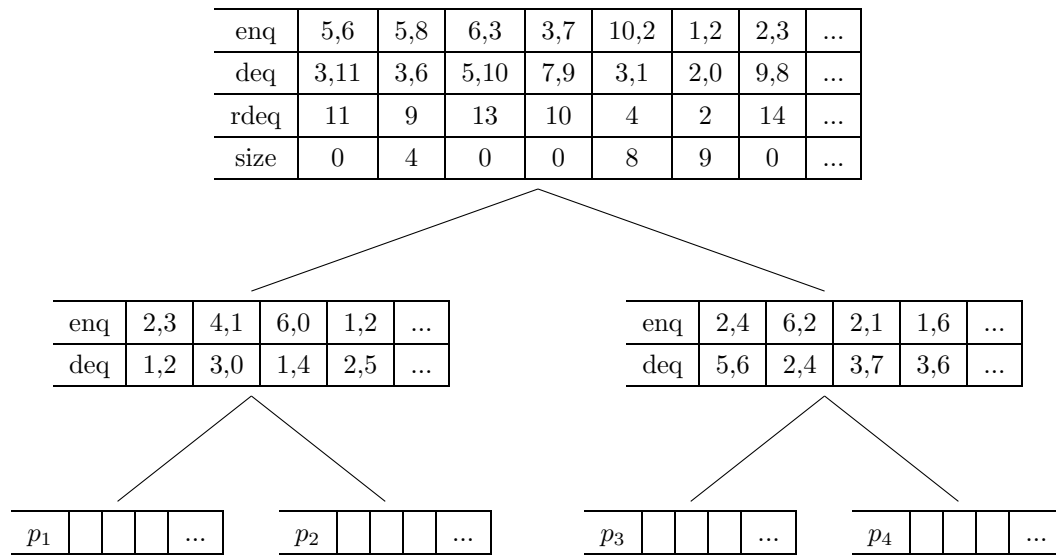 enq 5,6 5,8 6,3 3,7 10,2 1,2 2,3 ...
deq 3,11 3,6 5,10 7,9 3,1 2,0 9,8 ...
rdeq 11 9 13 10 4 2 14 ...
size 0 4 0 0 8 9 0 ...
enq 2,3 4,1 6,0 1,2 ...
deq 1,2 3,0 1,4 2,5 ...
enq 2,4 6,2 2,1 1,6 ...
deq 5,6 2,4 3,7 3,6 ...
p₁ ...
p₂ ...
p₃ ...
p₄ ...